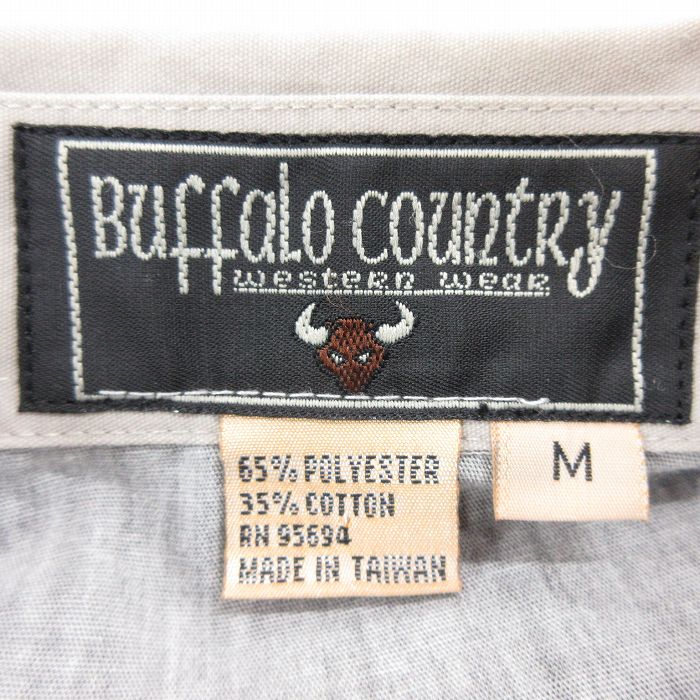 Buffalo Country
Western Wear
65% POLYESTER
35% COTTON
RN 95694
MADE IN TAIWAN
M